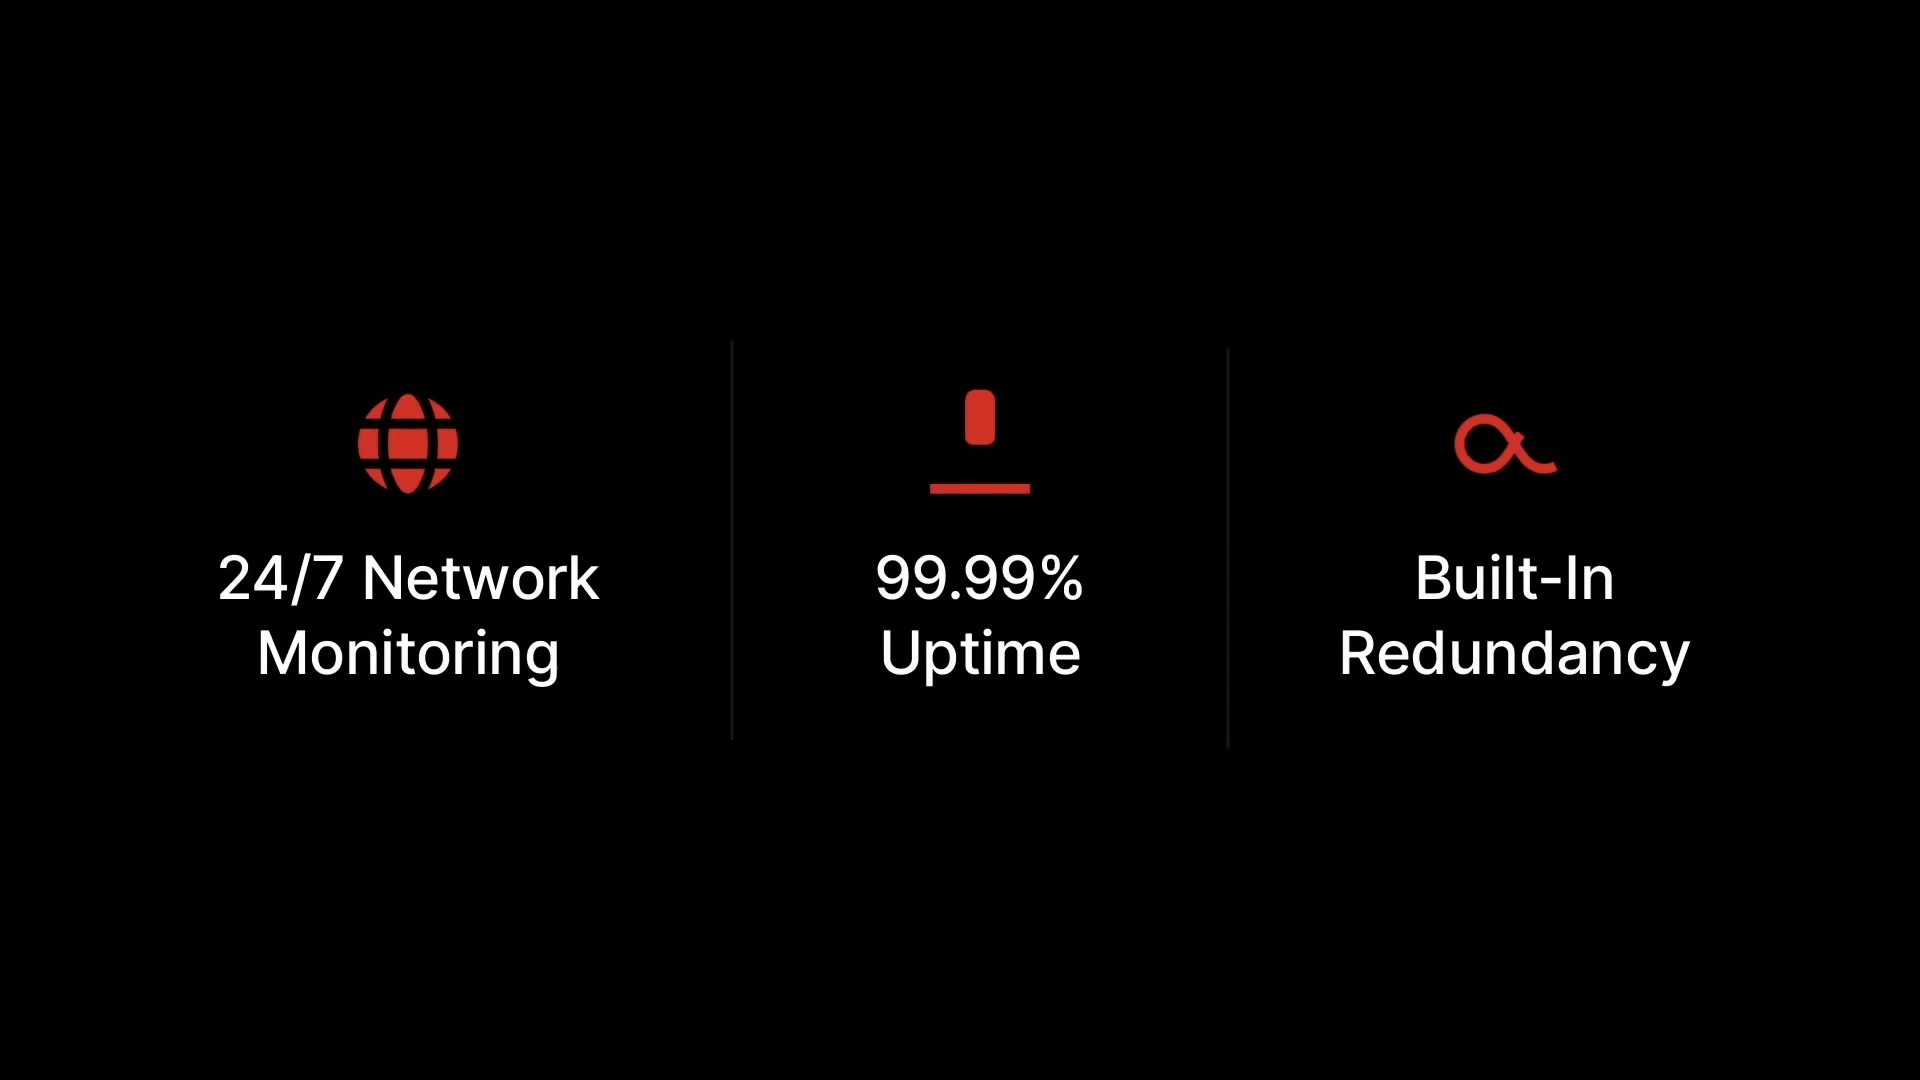 24/7 Network
Monitoring
99.99%
Uptime
Built-In
Redundancy